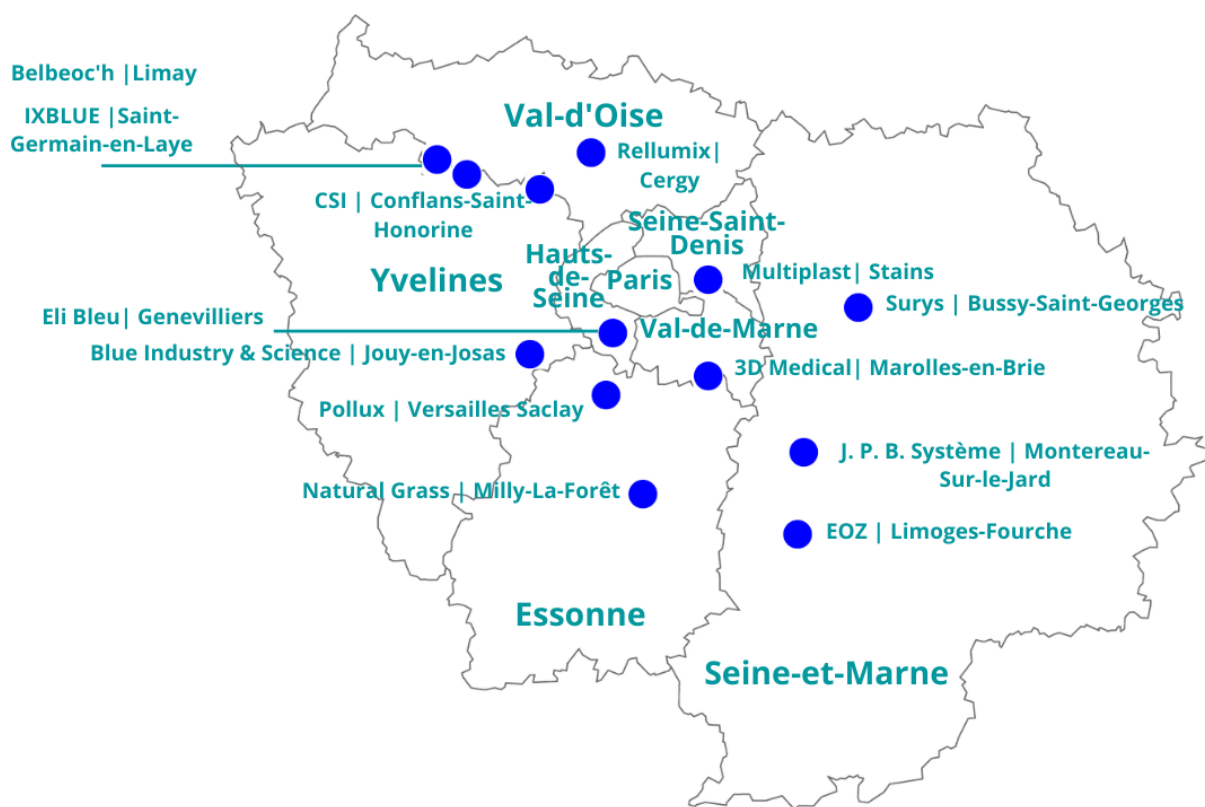 Belbeoc'h |Limay
IXBLUE |Saint-
Germain-en-Laye
Val-d'Oise
Rellumix|
Cergy
CSI | Conflans-Saint-
Honorine
Seine-Saint-
Denis
Hauts-
de-
Seine
Paris
Yvelines
Multiplast| Stains
Surys | Bussy-Saint-Georges
Eli Bleu| Genevilliers
Val-de-Marne
Blue Industry & Science | Jouy-en-Josas
3D Medical| Marolles-en-Brie
Pollux | Versailles Saclay
J. P. B. Système | Montereau-
Sur-le-Jard
Natural Grass | Milly-La-Forêt
EOZ | Limoges-Fourche
Essonne
Seine-et-Marne